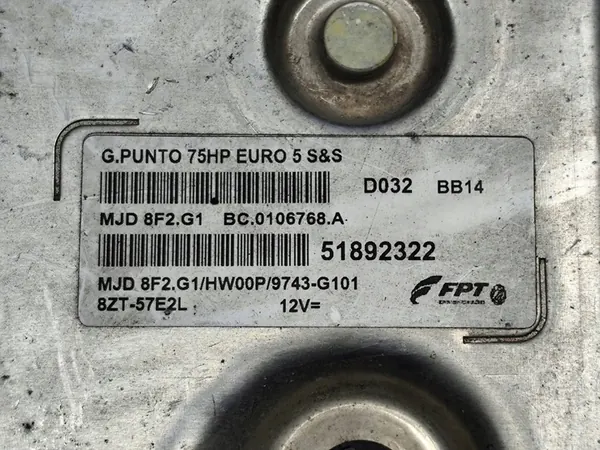 G.PUNTO 75HP EURO 5 S&S
D032 BB14
MJD 8F2.G1 BC.0106768.A
51892322
MJD 8F2.G1/HW00P/9743-G101
8ZT-57E2L 12V=
FPT